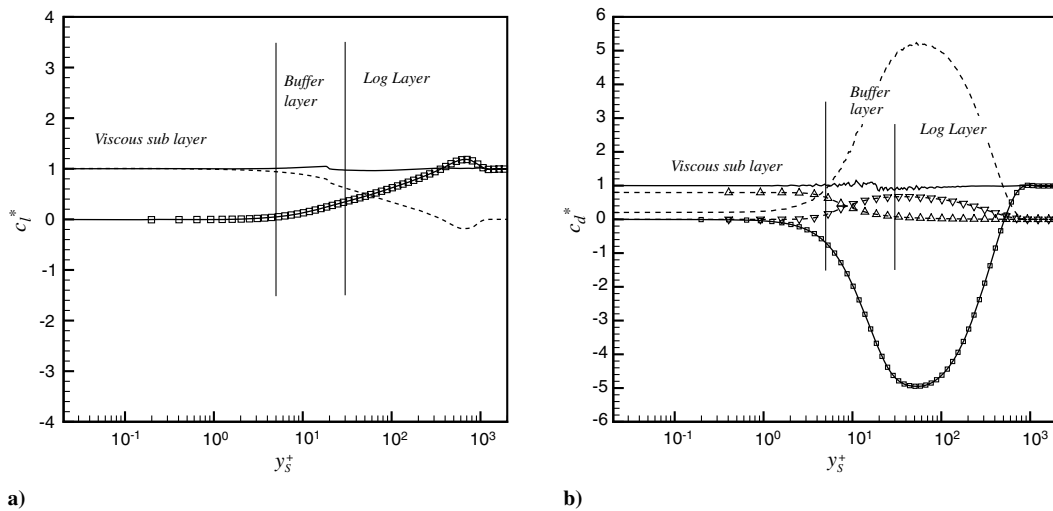 4
3
2
1
0
-1
-2
-3
-4
c_l^*
Viscous sub layer
Buffer
layer
Log Layer
10^-1
10^0
10^1
10^2
10^3
y_s^+
a)
6
5
4
3
2
1
0
-1
-2
-3
-4
-5
-6
c_d^*
Viscous sub layer
Buffer
layer
Log Layer
10^-1
10^0
10^1
10^2
10^3
y_s^+
b)